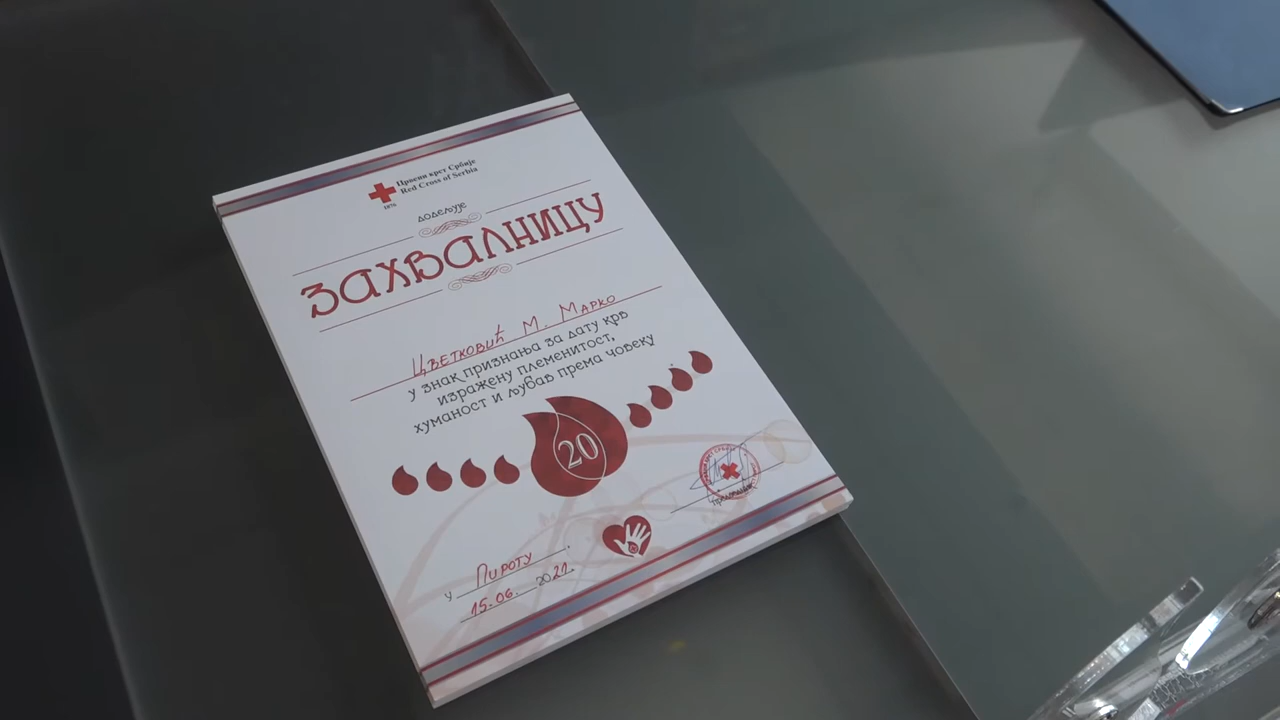 Црвени крст Србије
Red Cross of Serbia
1876
додељује
ЗАХВАЛНИЦУ
Цветковић М. Марко
у знак признања за дату крв
изражену племенитост,
хуманост и љубав према човеку
20
у Пироту.
15.06. 2021.